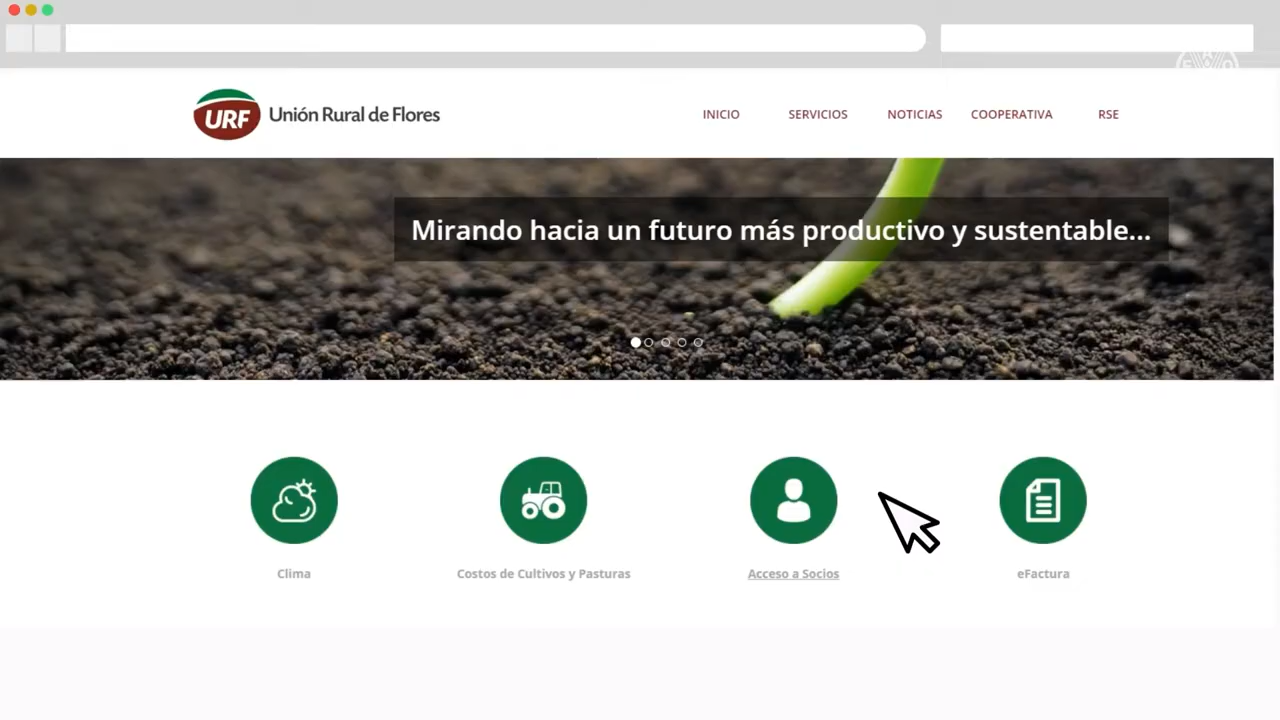 URF Unión Rural de Flores
INICIO SERVICIOS NOTICIAS COOPERATIVA RSE
Mirando hacia un futuro más productivo y sustentable...
Clima Costos de Cultivos y Pasturas Acceso a Socios eFactura